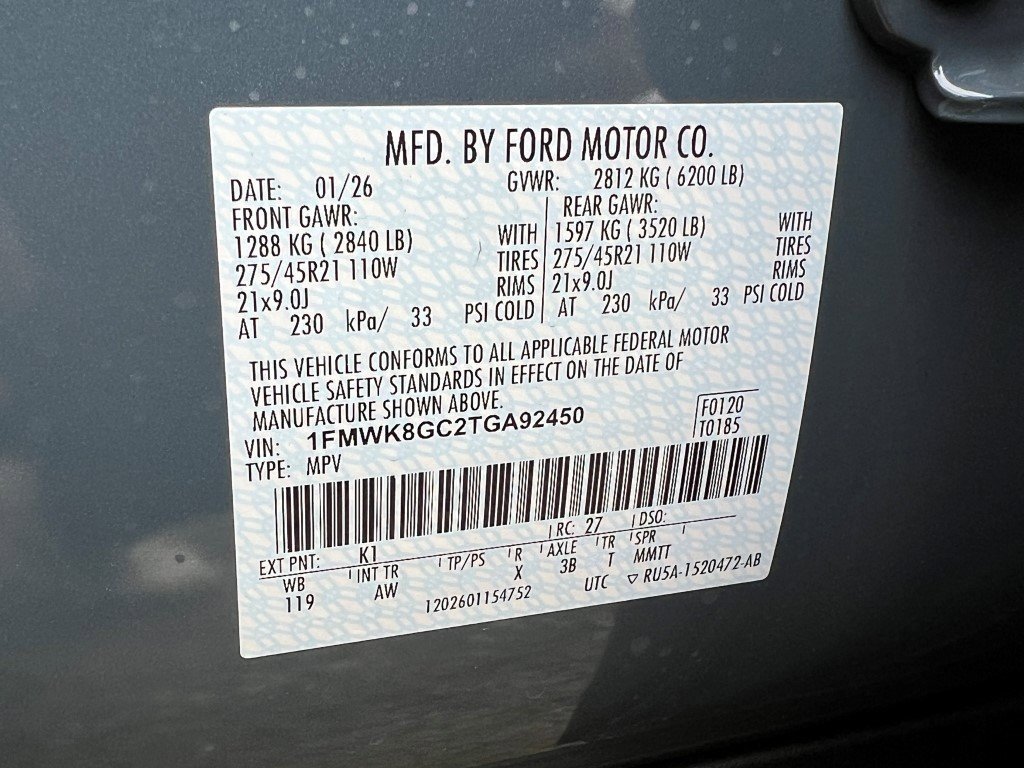 MFD. BY FORD MOTOR CO.
DATE: 01/26 GVWR: 2812 KG ( 6200 LB)
FRONT GAWR: REAR GAWR:
1288 KG ( 2840 LB) WITH 1597 KG ( 3520 LB) WITH
275/45R21 110W TIRES 275/45R21 110W TIRES
21x9.0J RIMS 21x9.0J RIMS
AT 230 kPa/ 33 PSI COLD AT 230 kPa/ 33 PSI COLD
THIS VEHICLE CONFORMS TO ALL APPLICABLE FEDERAL MOTOR
VEHICLE SAFETY STANDARDS IN EFFECT ON THE DATE OF
MANUFACTURE SHOWN ABOVE.
VIN: 1FMWK8GC2TGA92450 F0120
TYPE: MPV T0185
EXT PNT: K1 RC: 27 DSO:
WB INT TR TP/PS R AXLE TR SPR
119 AW X 3B T MMTT
1202601154752 UTC ▽ RU5A-1520472-AB